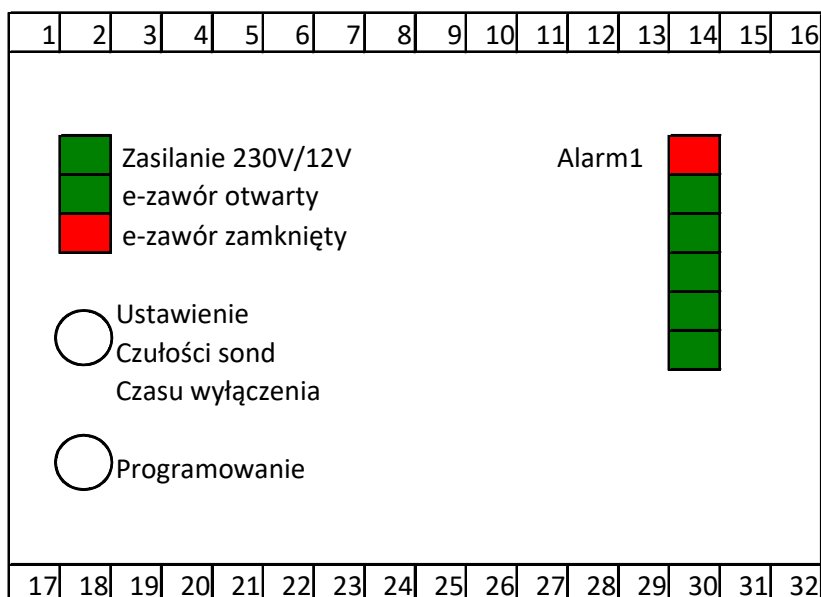 1 2 3 4 5 6 7 8 9 10 11 12 13 14 15 16
Zasilanie 230V/12V Alarm1
e-zawór otwarty
e-zawór zamknięty
Ustawienie
Czułości sond
Czasu wyłączenia
Programowanie
17 18 19 20 21 22 23 24 25 26 27 28 29 30 31 32